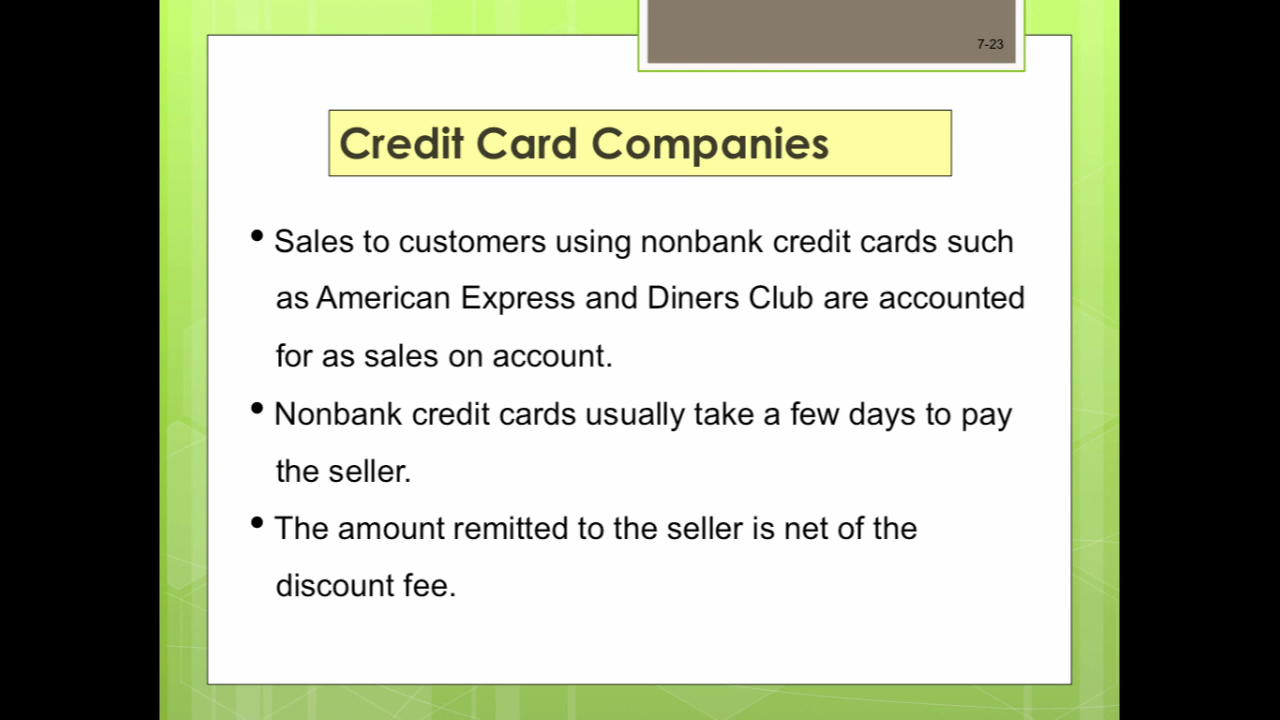 7-23
Credit Card Companies
• Sales to customers using nonbank credit cards such
as American Express and Diners Club are accounted
for as sales on account.
• Nonbank credit cards usually take a few days to pay
the seller.
• The amount remitted to the seller is net of the
discount fee.